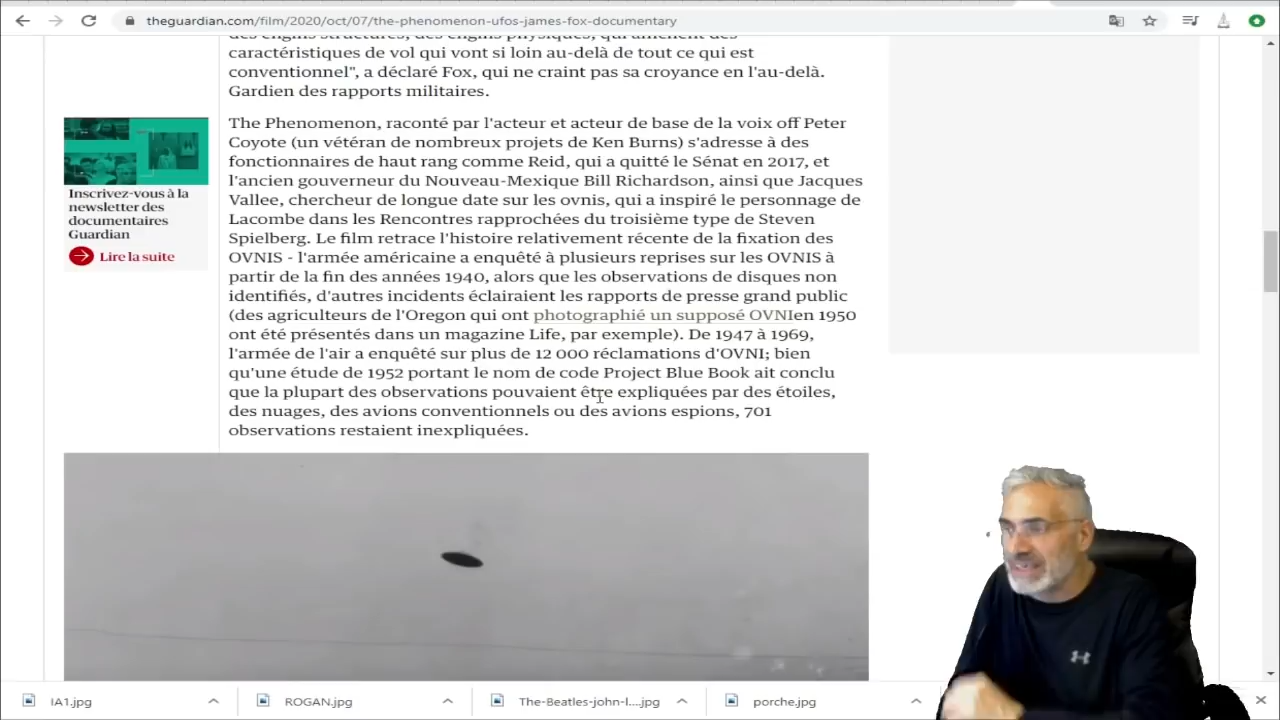 theguardian.com/film/2020/oct/07/the-phenomenon-ufos-james-fox-documentary
des engins structurés, des engins physiques, qui amènent des
caractéristiques de vol qui vont si loin au-delà de tout ce qui est
conventionnel", a déclaré Fox, qui ne craint pas sa croyance en l'au-delà.
Gardien des rapports militaires.
The Phenomenon, raconté par l'acteur et acteur de base de la voix off Peter
Coyote (un vétéran de nombreux projets de Ken Burns) s'adresse à des
fonctionnaires de haut rang comme Reid, qui a quitté le Sénat en 2017, et
l'ancien gouverneur du Nouveau-Mexique Bill Richardson, ainsi que Jacques
Vallee, chercheur de longue date sur les ovnis, qui a inspiré le personnage de
Lacombe dans les Rencontres rapprochées du troisième type de Steven
Spielberg. Le film retrace l'histoire relativement récente de la fixation des
OVNIS - l'armée américaine a enquêté à plusieurs reprises sur les OVNIS à
partir de la fin des années 1940, alors que les observations de disques non
identifiés, d'autres incidents éclairaient les rapports de presse grand public
(des agriculteurs de l'Oregon qui ont photographié un supposé OVNIen 1950
ont été présentés dans un magazine Life, par exemple). De 1947 à 1969,
l'armée de l'air a enquêté sur plus de 12 000 réclamations d'OVNI; bien
qu'une étude de 1952 portant le nom de code Project Blue Book ait conclu
que la plupart des observations pouvaient être expliquées par des étoiles,
des nuages, des avions conventionnels ou des avions espions, 701
observations restaient inexpliquées.
Inscrivez-vous à la
newsletter des
documentaires
Guardian
Lire la suite
IA1.jpg
ROGAN.jpg
The-Beatles-john-l....jpg
porche.jpg